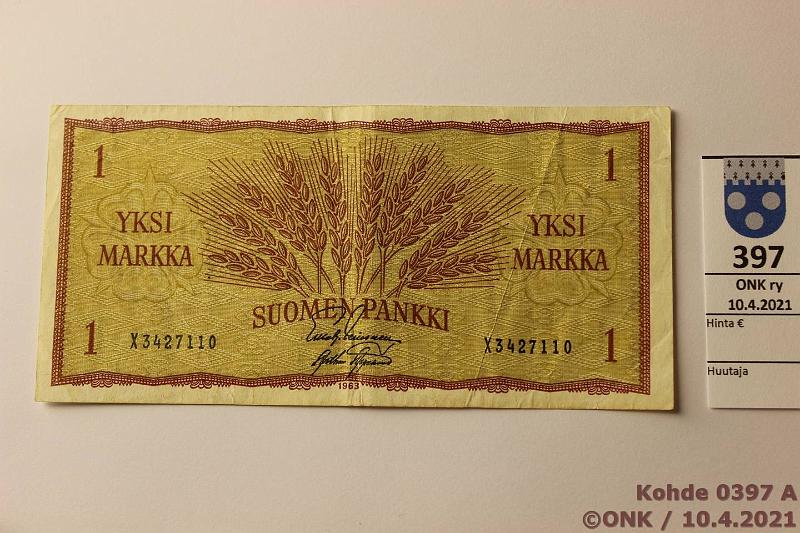 1
1
YKSI
MARKKA
YKSI
MARKKA
SUOMEN PANKKI
1
X3427110
X3427110
1
1963
397
ONK ry
10.4.2021
Hinta €
Huutaja
Kohde 0397 A
©ONK / 10.4.2021